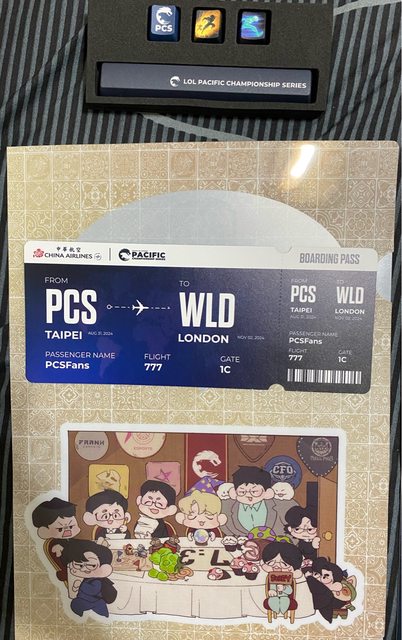 PCS
LOL PACIFIC CHAMPIONSHIP SERIES
中華航空
CHINA AIRLINES
PACIFIC
BOARDING PASS
FROM
TO
PCS
WLD
TAIPEI AUG 31, 2024
LONDON NOV 02, 2024
PASSENGER NAME
PCSFans
FLIGHT
777
GATE
1C
FROM
TO
PCS
WLD
TAIPEI
AUG 31, 2024
LONDON
NOV 02, 2024
PASSENGER NAME
PCSFans
FLIGHT
777
GATE
1C
FRANK
ESPORTS
CFO